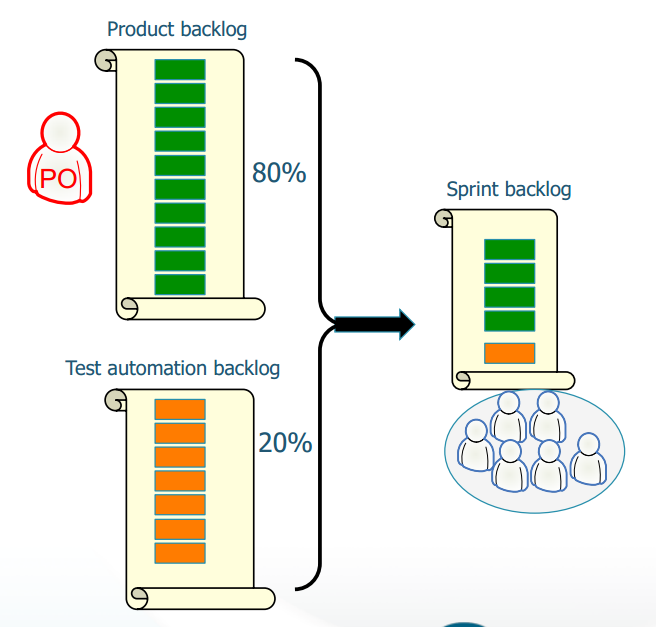 Product backlog
PO
80%
Sprint backlog
Test automation backlog
20%